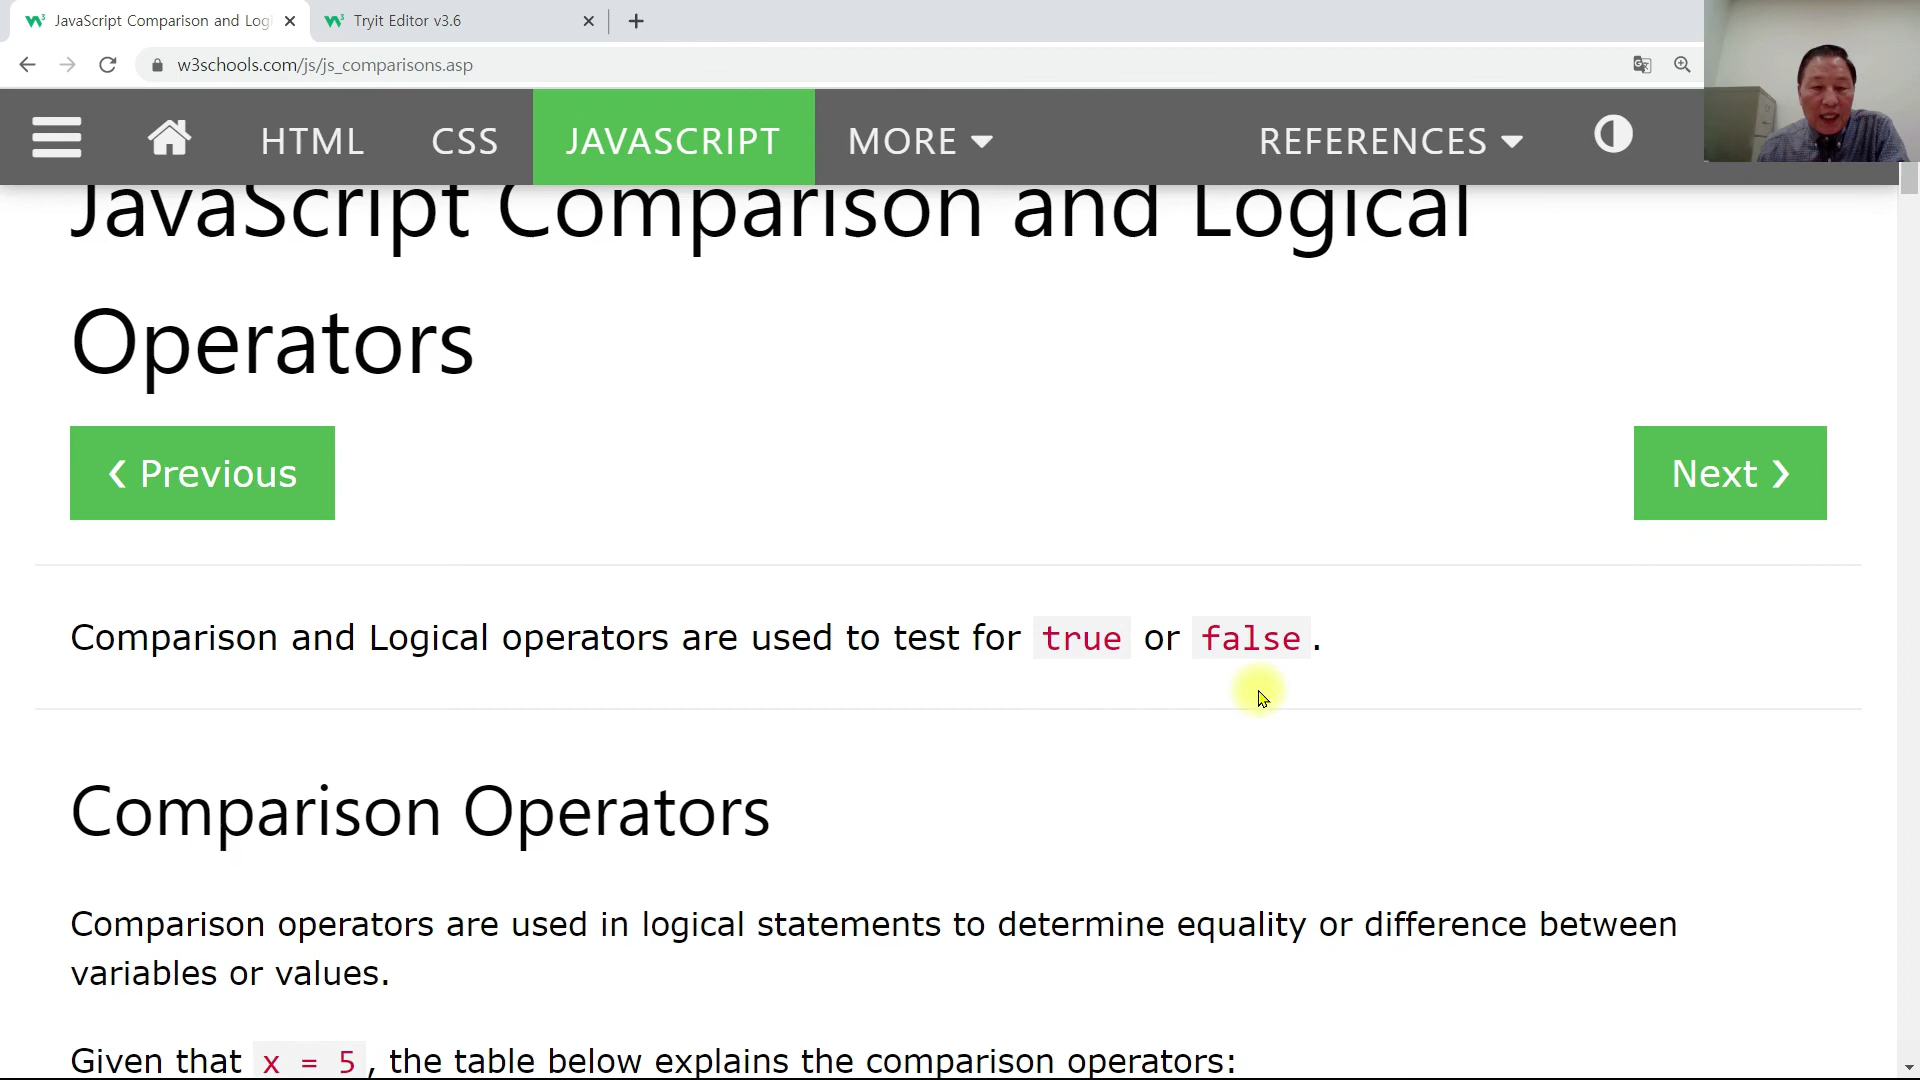 JavaScript Comparison and Logi
Tryit Editor v3.6
w3schools.com/js/js_comparisons.asp
HTML CSS JAVASCRIPT MORE REFERENCES
JavaScript Comparison and Logical
Operators
❮ Previous
Next ❯
Comparison and Logical operators are used to test for true or false.
Comparison Operators
Comparison operators are used in logical statements to determine equality or difference between
variables or values.
Given that x = 5, the table below explains the comparison operators: